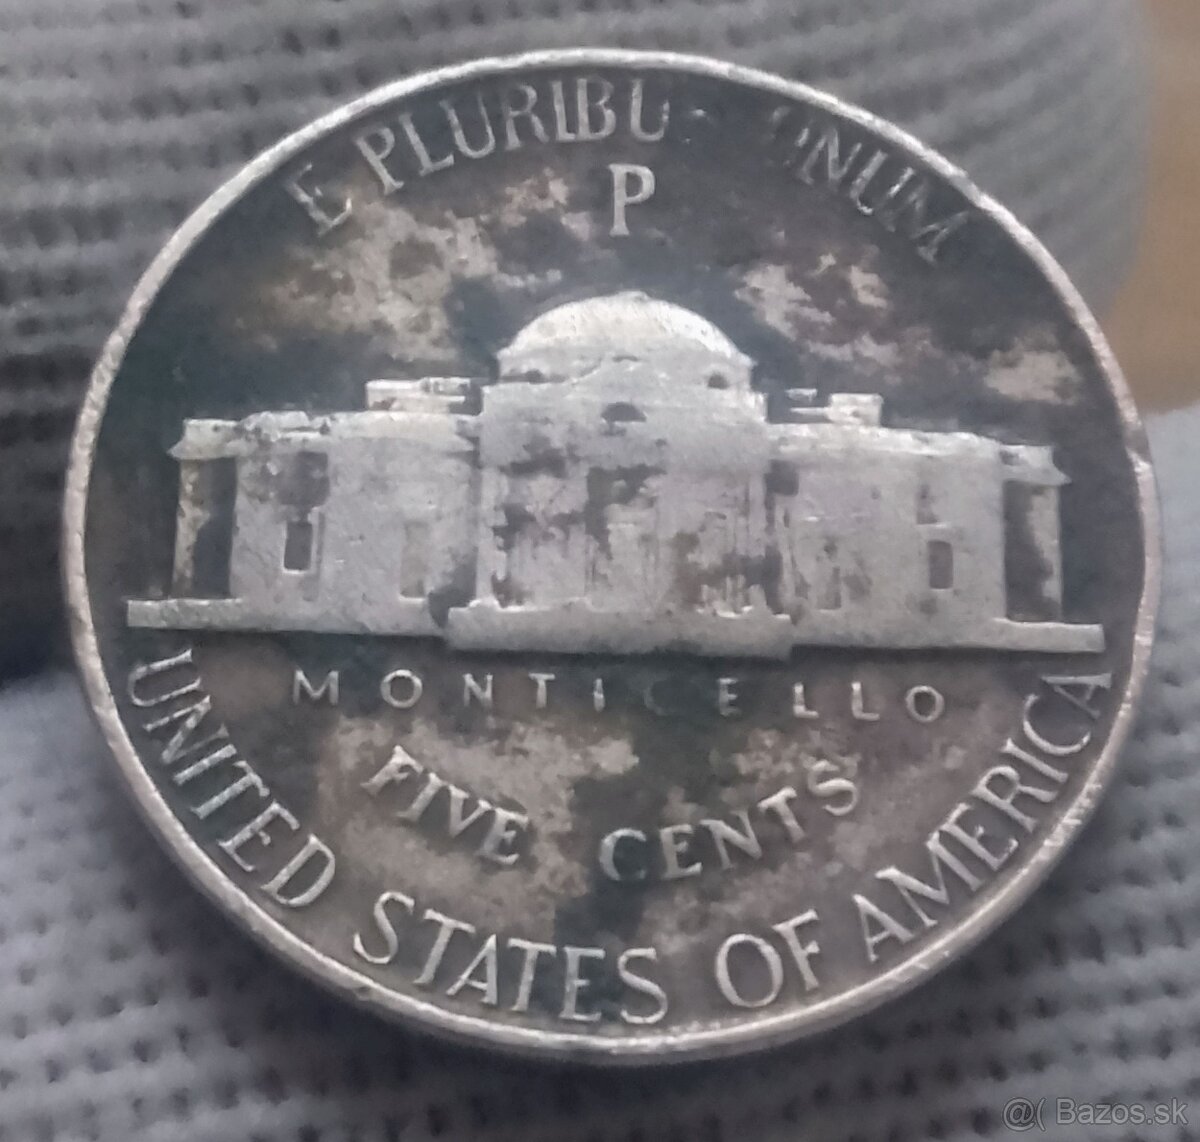 E PLURIBU NUM
P
MONTICELLO
FIVE CENTS
UNITED STATES OF AMERICA
@( Bazos.sk